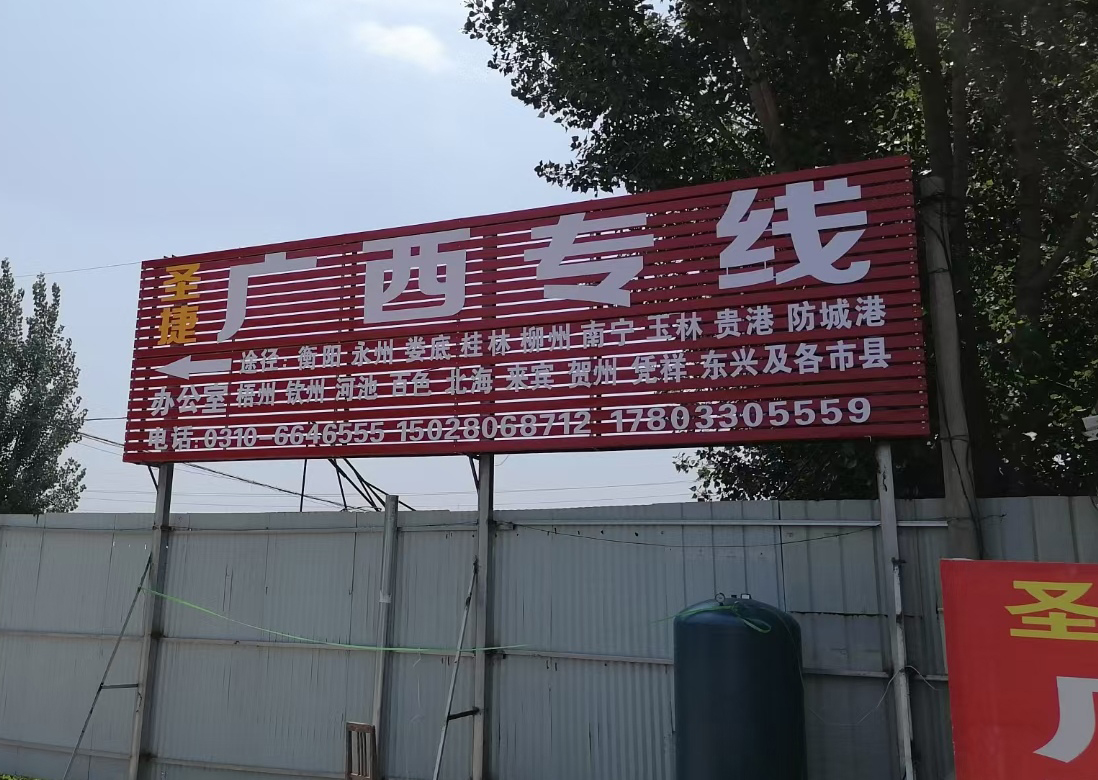 圣捷
广西专线
途径：衡阳 永州 娄底 桂林 柳州 南宁 玉林 贵港 防城港
办公室 梧州 钦州 河池 百色 北海 来宾 贺州 凭祥 东兴及各市县
电话：0310-6646555 15028068712 17803305559
圣
广